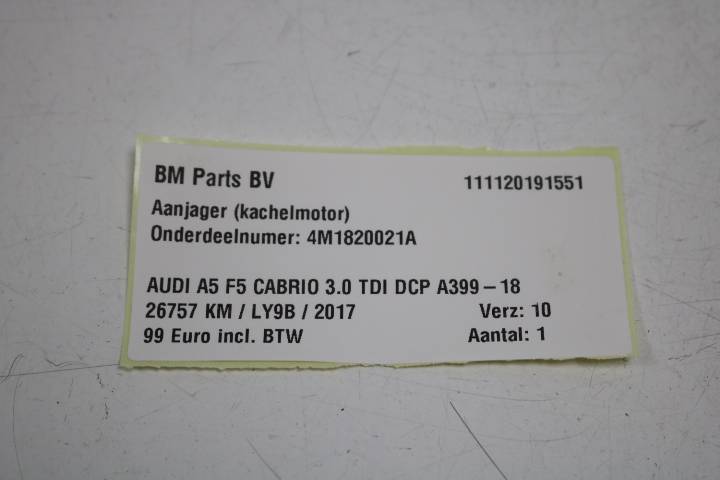 BM Parts BV 111120191551
Aanjager (kachelmotor)
Onderdeelnumer: 4M1820021A
AUDI A5 F5 CABRIO 3.0 TDI DCP A399-18
26757 KM / LY9B / 2017 Verz: 10
99 Euro incl. BTW Aantal: 1